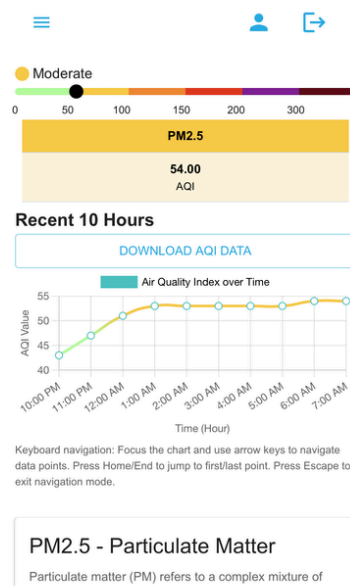 Moderate
0 50 100 150 200 300
PM2.5
54.00
AQI
Recent 10 Hours
DOWNLOAD AQI DATA
Air Quality Index over Time
AQI Value
55
50
45
40
10:00 PM 11:00 PM 12:00 AM 1:00 AM 2:00 AM 3:00 AM 4:00 AM 5:00 AM 6:00 AM 7:00 AM
Time (Hour)
Keyboard navigation: Focus the chart and use arrow keys to navigate
data points. Press Home/End to jump to first/last point. Press Escape to
exit navigation mode.
PM2.5 - Particulate Matter
Particulate matter (PM) refers to a complex mixture of